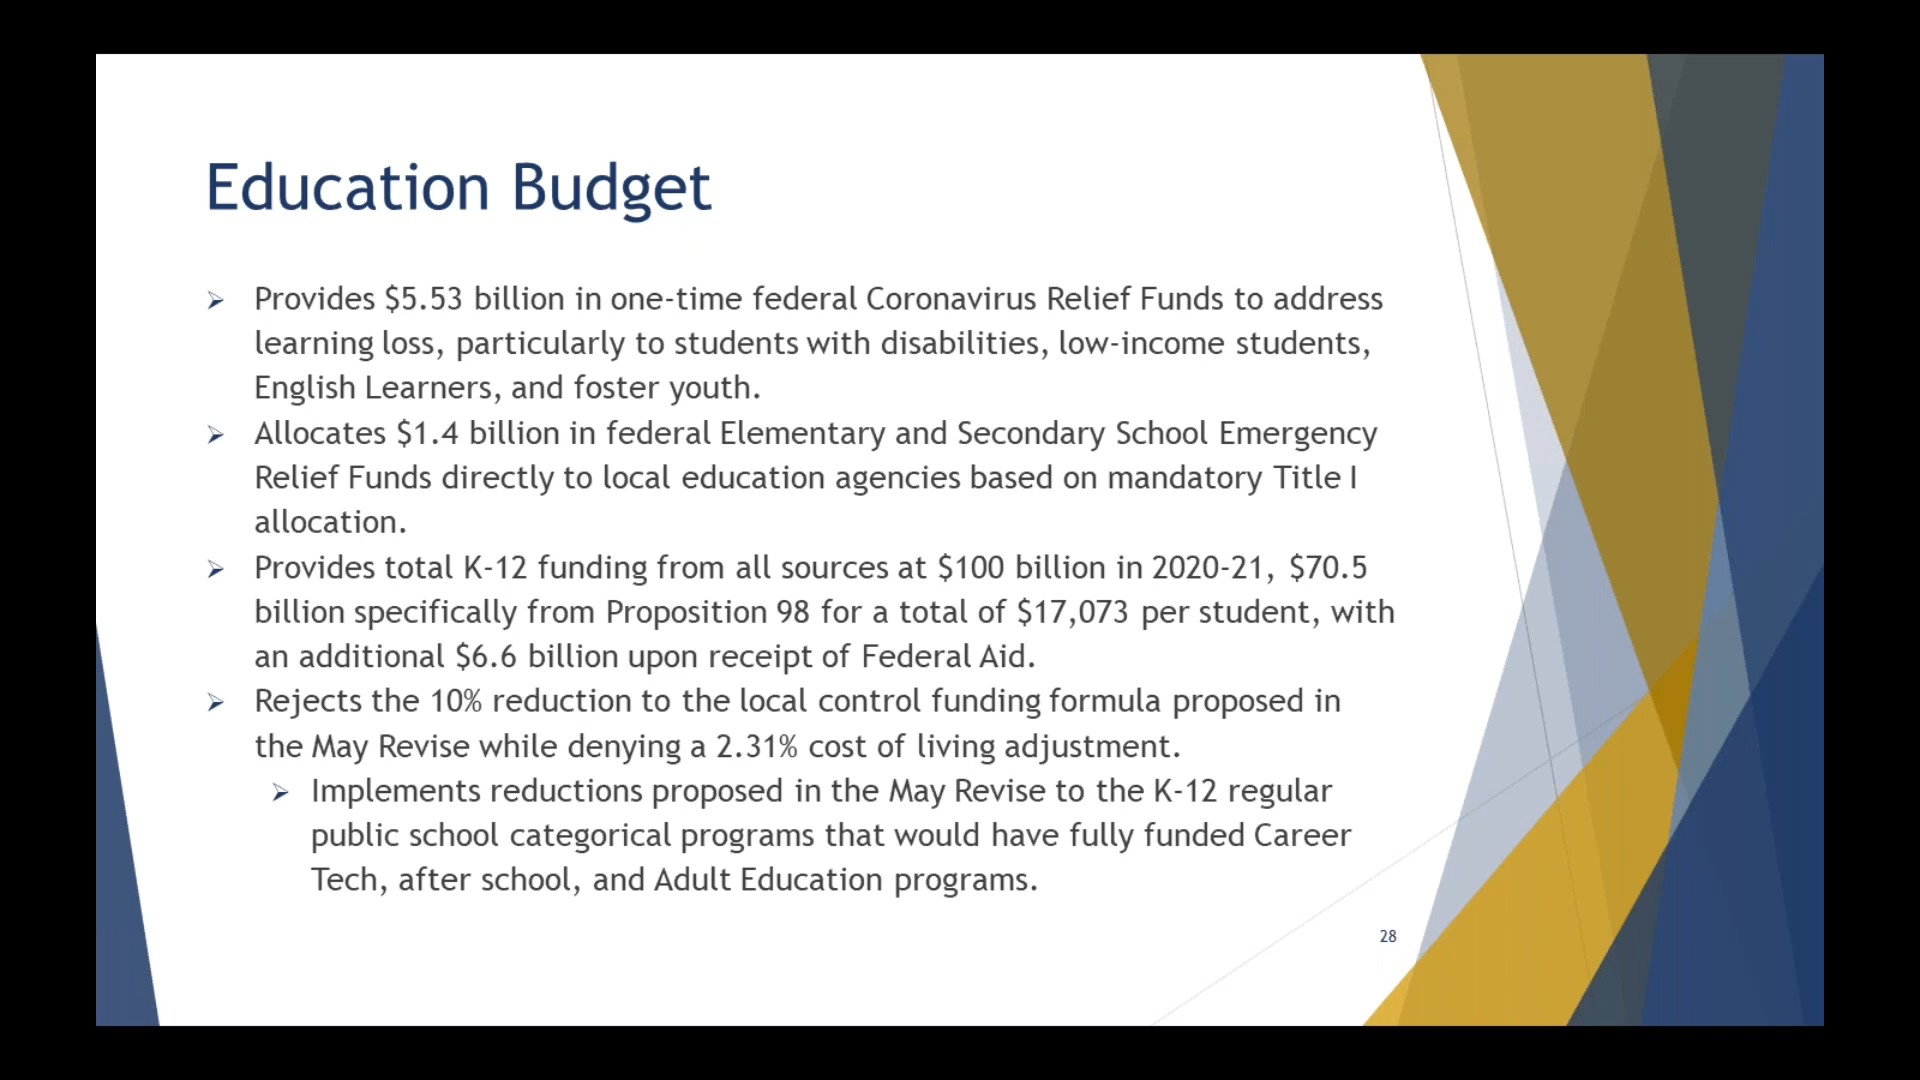 Education Budget
Provides $5.53 billion in one-time federal Coronavirus Relief Funds to address
learning loss, particularly to students with disabilities, low-income students,
English Learners, and foster youth.
Allocates $1.4 billion in federal Elementary and Secondary School Emergency
Relief Funds directly to local education agencies based on mandatory Title I
allocation.
Provides total K-12 funding from all sources at $100 billion in 2020-21, $70.5
billion specifically from Proposition 98 for a total of $17,073 per student, with
an additional $6.6 billion upon receipt of Federal Aid.
Rejects the 10% reduction to the local control funding formula proposed in
the May Revise while denying a 2.31% cost of living adjustment.
Implements reductions proposed in the May Revise to the K-12 regular
public school categorical programs that would have fully funded Career
Tech, after school, and Adult Education programs.
28